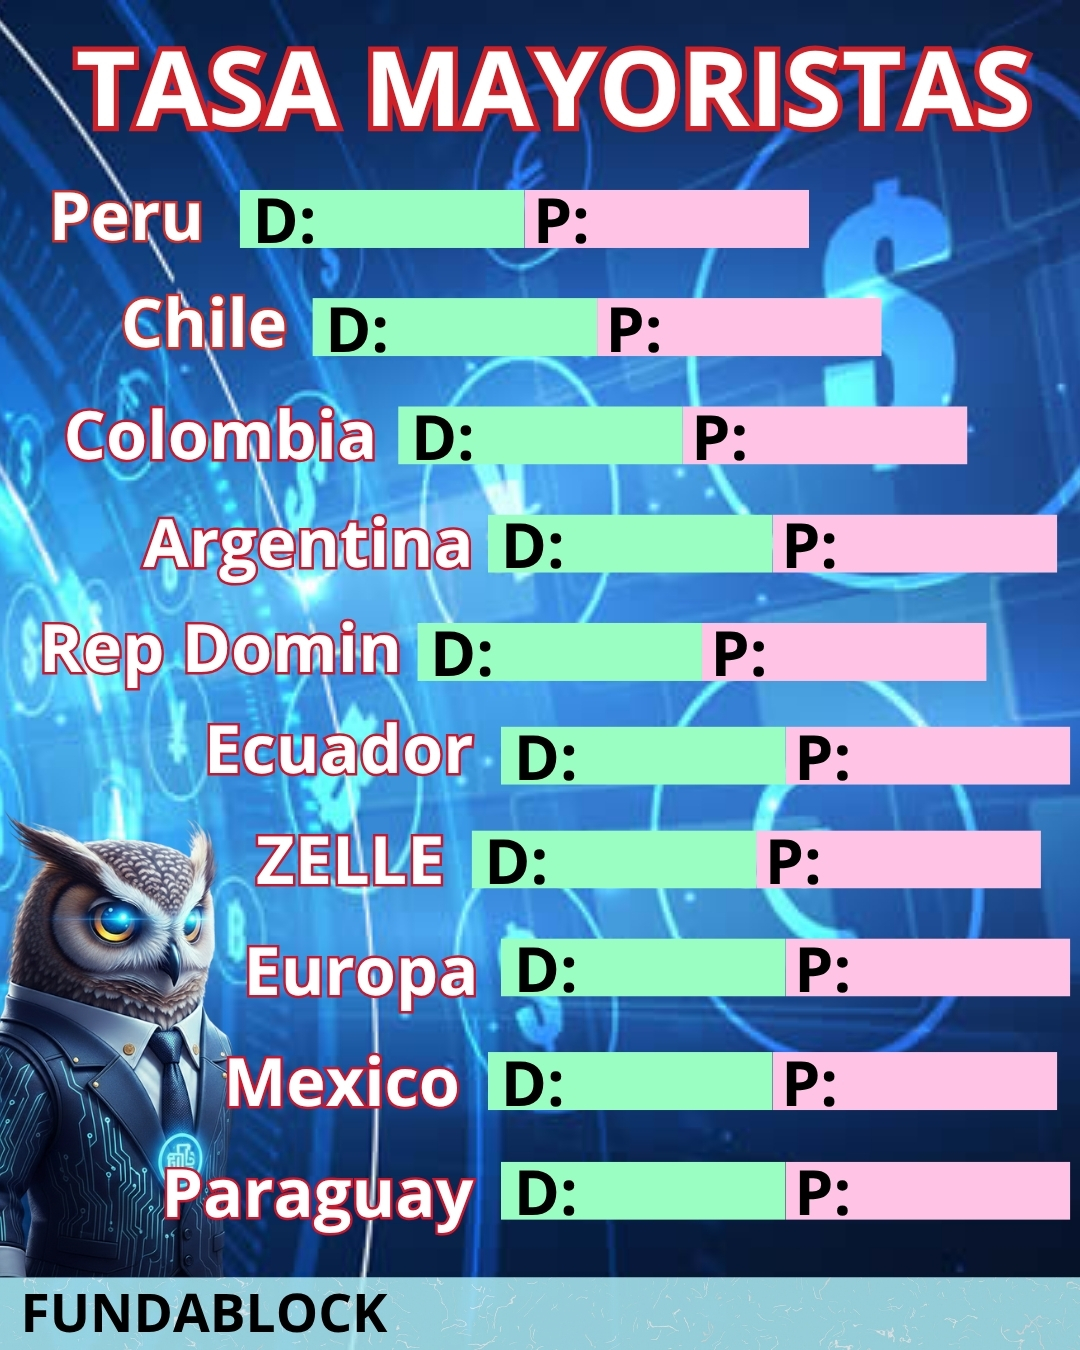 TASA MAYORISTAS
Peru D: P:
Chile D: P:
Colombia D: P:
Argentina D: P:
Rep Domin D: P:
Ecuador D: P:
ZELLE D: P:
Europa D: P:
Mexico D: P:
Paraguay D: P:
FUNDABLOCK